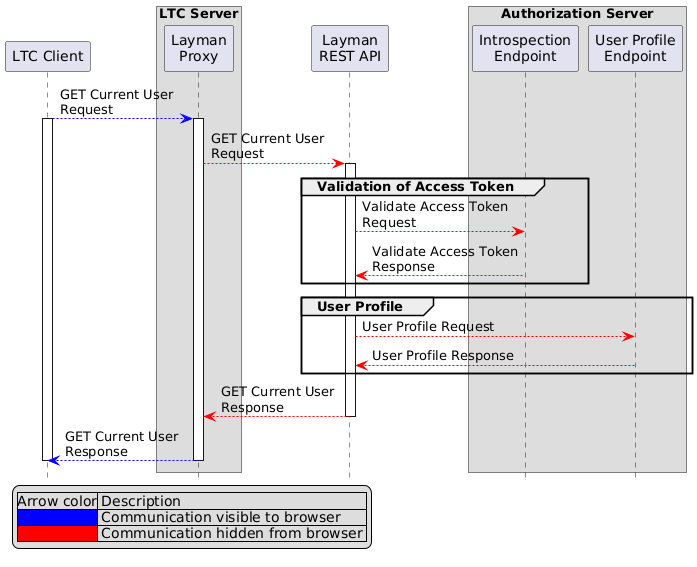 LTC Server
Authorization Server
LTC Client
Layman
Proxy
Layman
REST API
Introspection
Endpoint
User Profile
Endpoint
GET Current User
Request
GET Current User
Request
Validation of Access Token
Validate Access Token
Request
Validate Access Token
Response
User Profile
User Profile Request
User Profile Response
GET Current User
Response
GET Current User
Response
Arrow color Description
Communication visible to browser
Communication hidden from browser